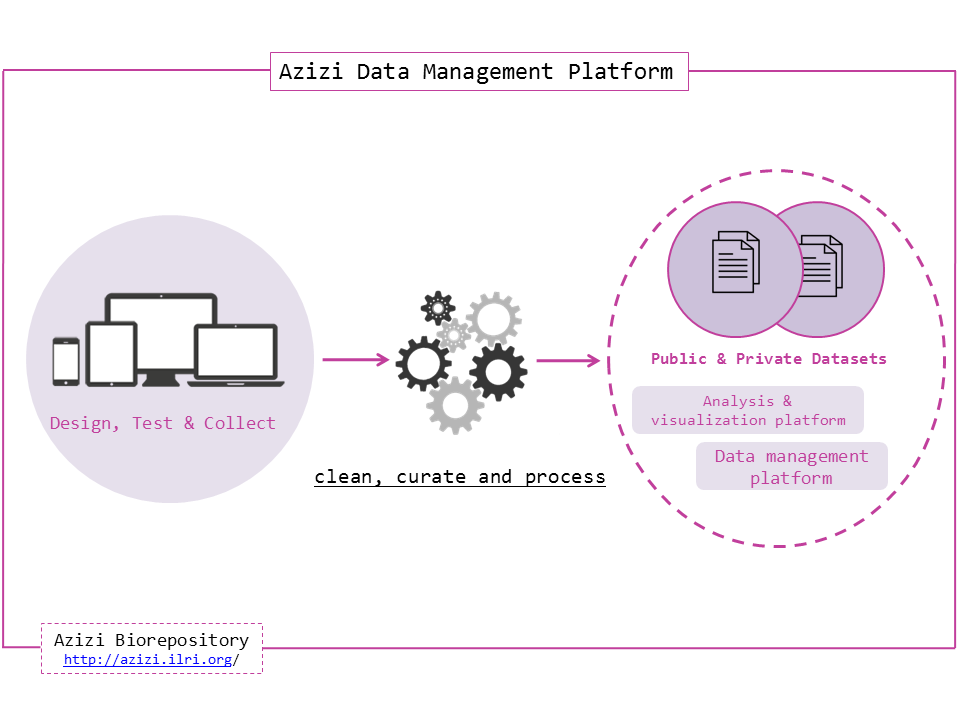 Azizi Data Management Platform
Design, Test & Collect
clean, curate and process
Public & Private Datasets
Analysis &
visualization platform
Data management
platform
Azizi Biorepository
http://azizi.ilri.org/